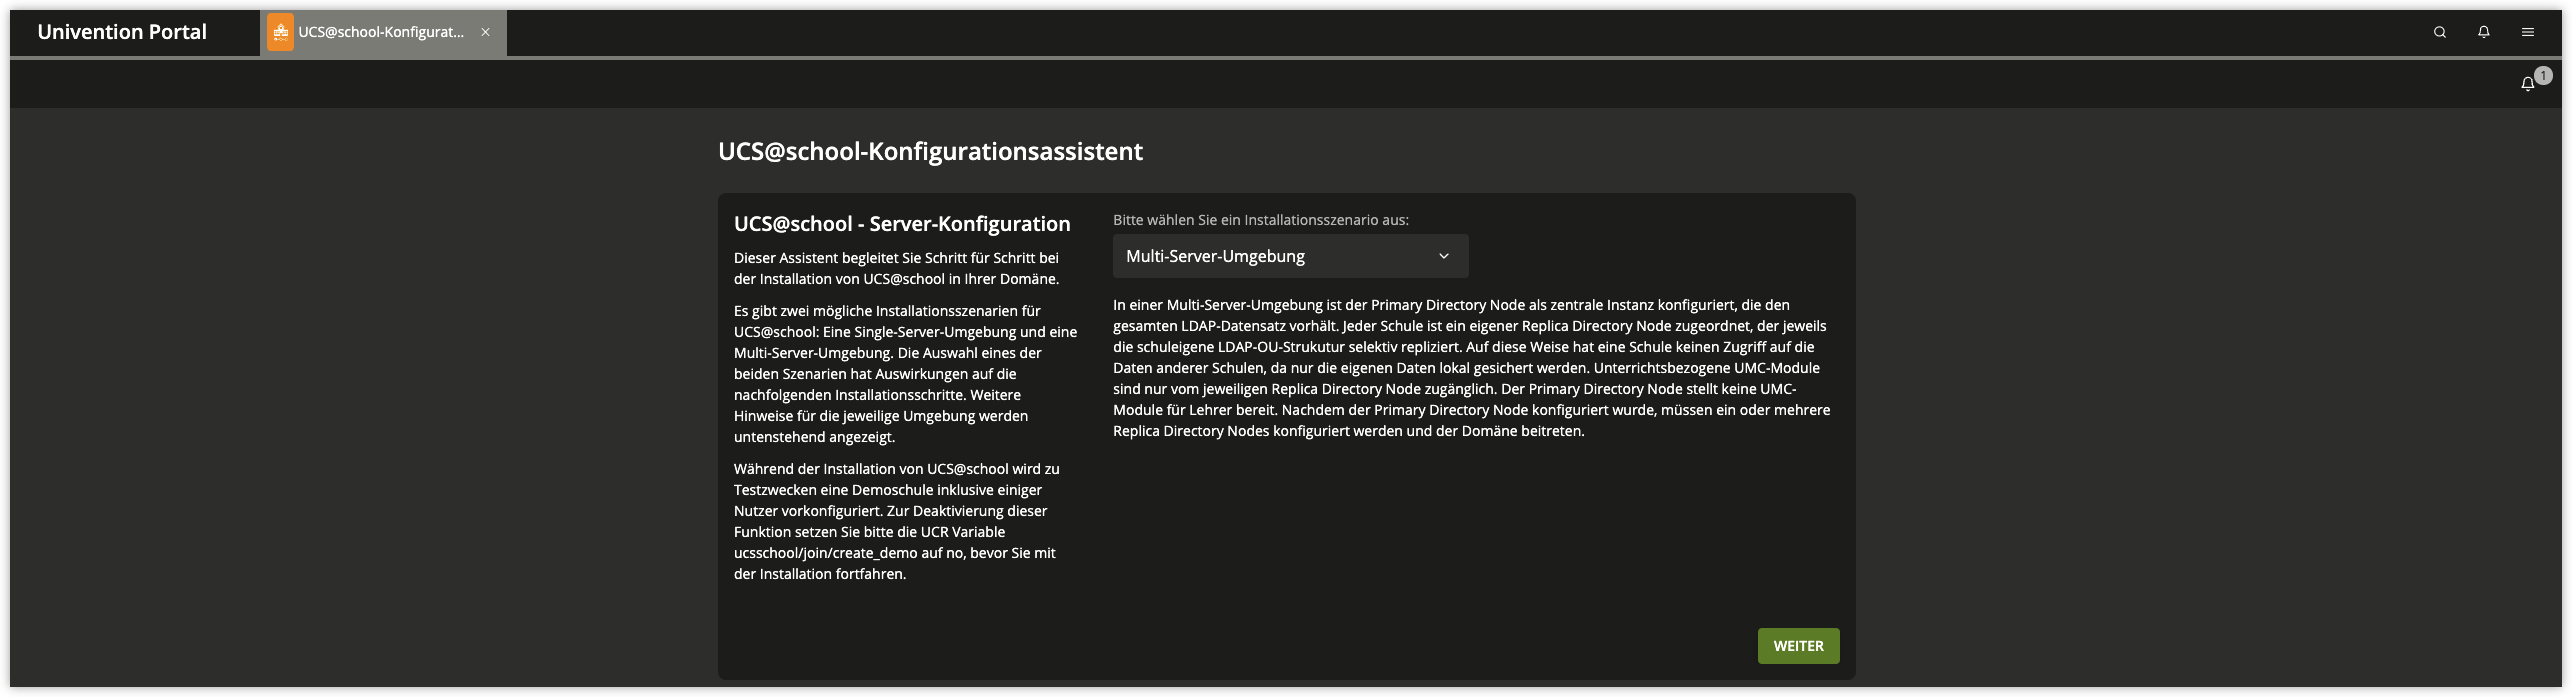 Univention Portal
UCS@school-Konfigurat...
1
UCS@school-Konfigurationsassistent
UCS@school - Server-Konfiguration
Dieser Assistent begleitet Sie Schritt für Schritt bei
der Installation von UCS@school in Ihrer Domäne.
Es gibt zwei mögliche Installationsszenarien für
UCS@school: Eine Single-Server-Umgebung und eine
Multi-Server-Umgebung. Die Auswahl eines der
beiden Szenarien hat Auswirkungen auf die
nachfolgenden Installationsschritte. Weitere
Hinweise für die jeweilige Umgebung werden
untenstehend angezeigt.
Während der Installation von UCS@school wird zu
Testzwecken eine Demoschule inklusive einiger
Nutzer vorkonfiguriert. Zur Deaktivierung dieser
Funktion setzen Sie bitte die UCR Variable
ucsschool/join/create_demo auf no, bevor Sie mit
der Installation fortfahren.
Bitte wählen Sie ein Installationsszenario aus:
Multi-Server-Umgebung
In einer Multi-Server-Umgebung ist der Primary Directory Node als zentrale Instanz konfiguriert, die den
gesamten LDAP-Datensatz vorhält. Jeder Schule ist ein eigener Replica Directory Node zugeordnet, der jeweils
die schuleigene LDAP-OU-Strukutur selektiv repliziert. Auf diese Weise hat eine Schule keinen Zugriff auf die
Daten anderer Schulen, da nur die eigenen Daten lokal gesichert werden. Unterrichtsbezogene UMC-Module
sind nur vom jeweiligen Replica Directory Node zugänglich. Der Primary Directory Node stellt keine UMC-
Module für Lehrer bereit. Nachdem der Primary Directory Node konfiguriert wurde, müssen ein oder mehrere
Replica Directory Nodes konfiguriert werden und der Domäne beitreten.
WEITER